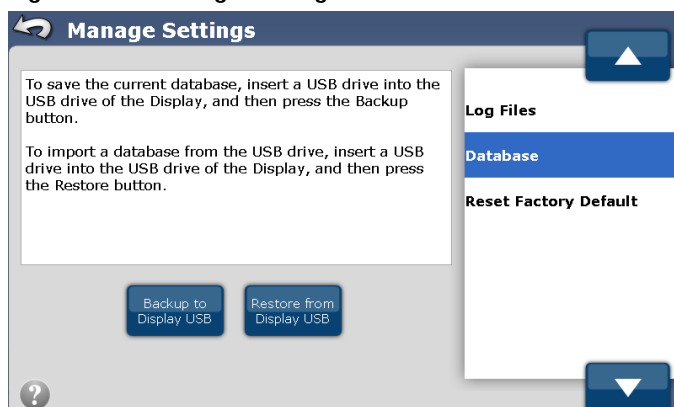 Manage Settings
To save the current database, insert a USB drive into the
USB drive of the Display, and then press the Backup
button.
To import a database from the USB drive, insert a USB
drive into the USB drive of the Display, and then press
the Restore button.
Backup to
Display USB
Restore from
Display USB
?
Log Files
Database
Reset Factory Default